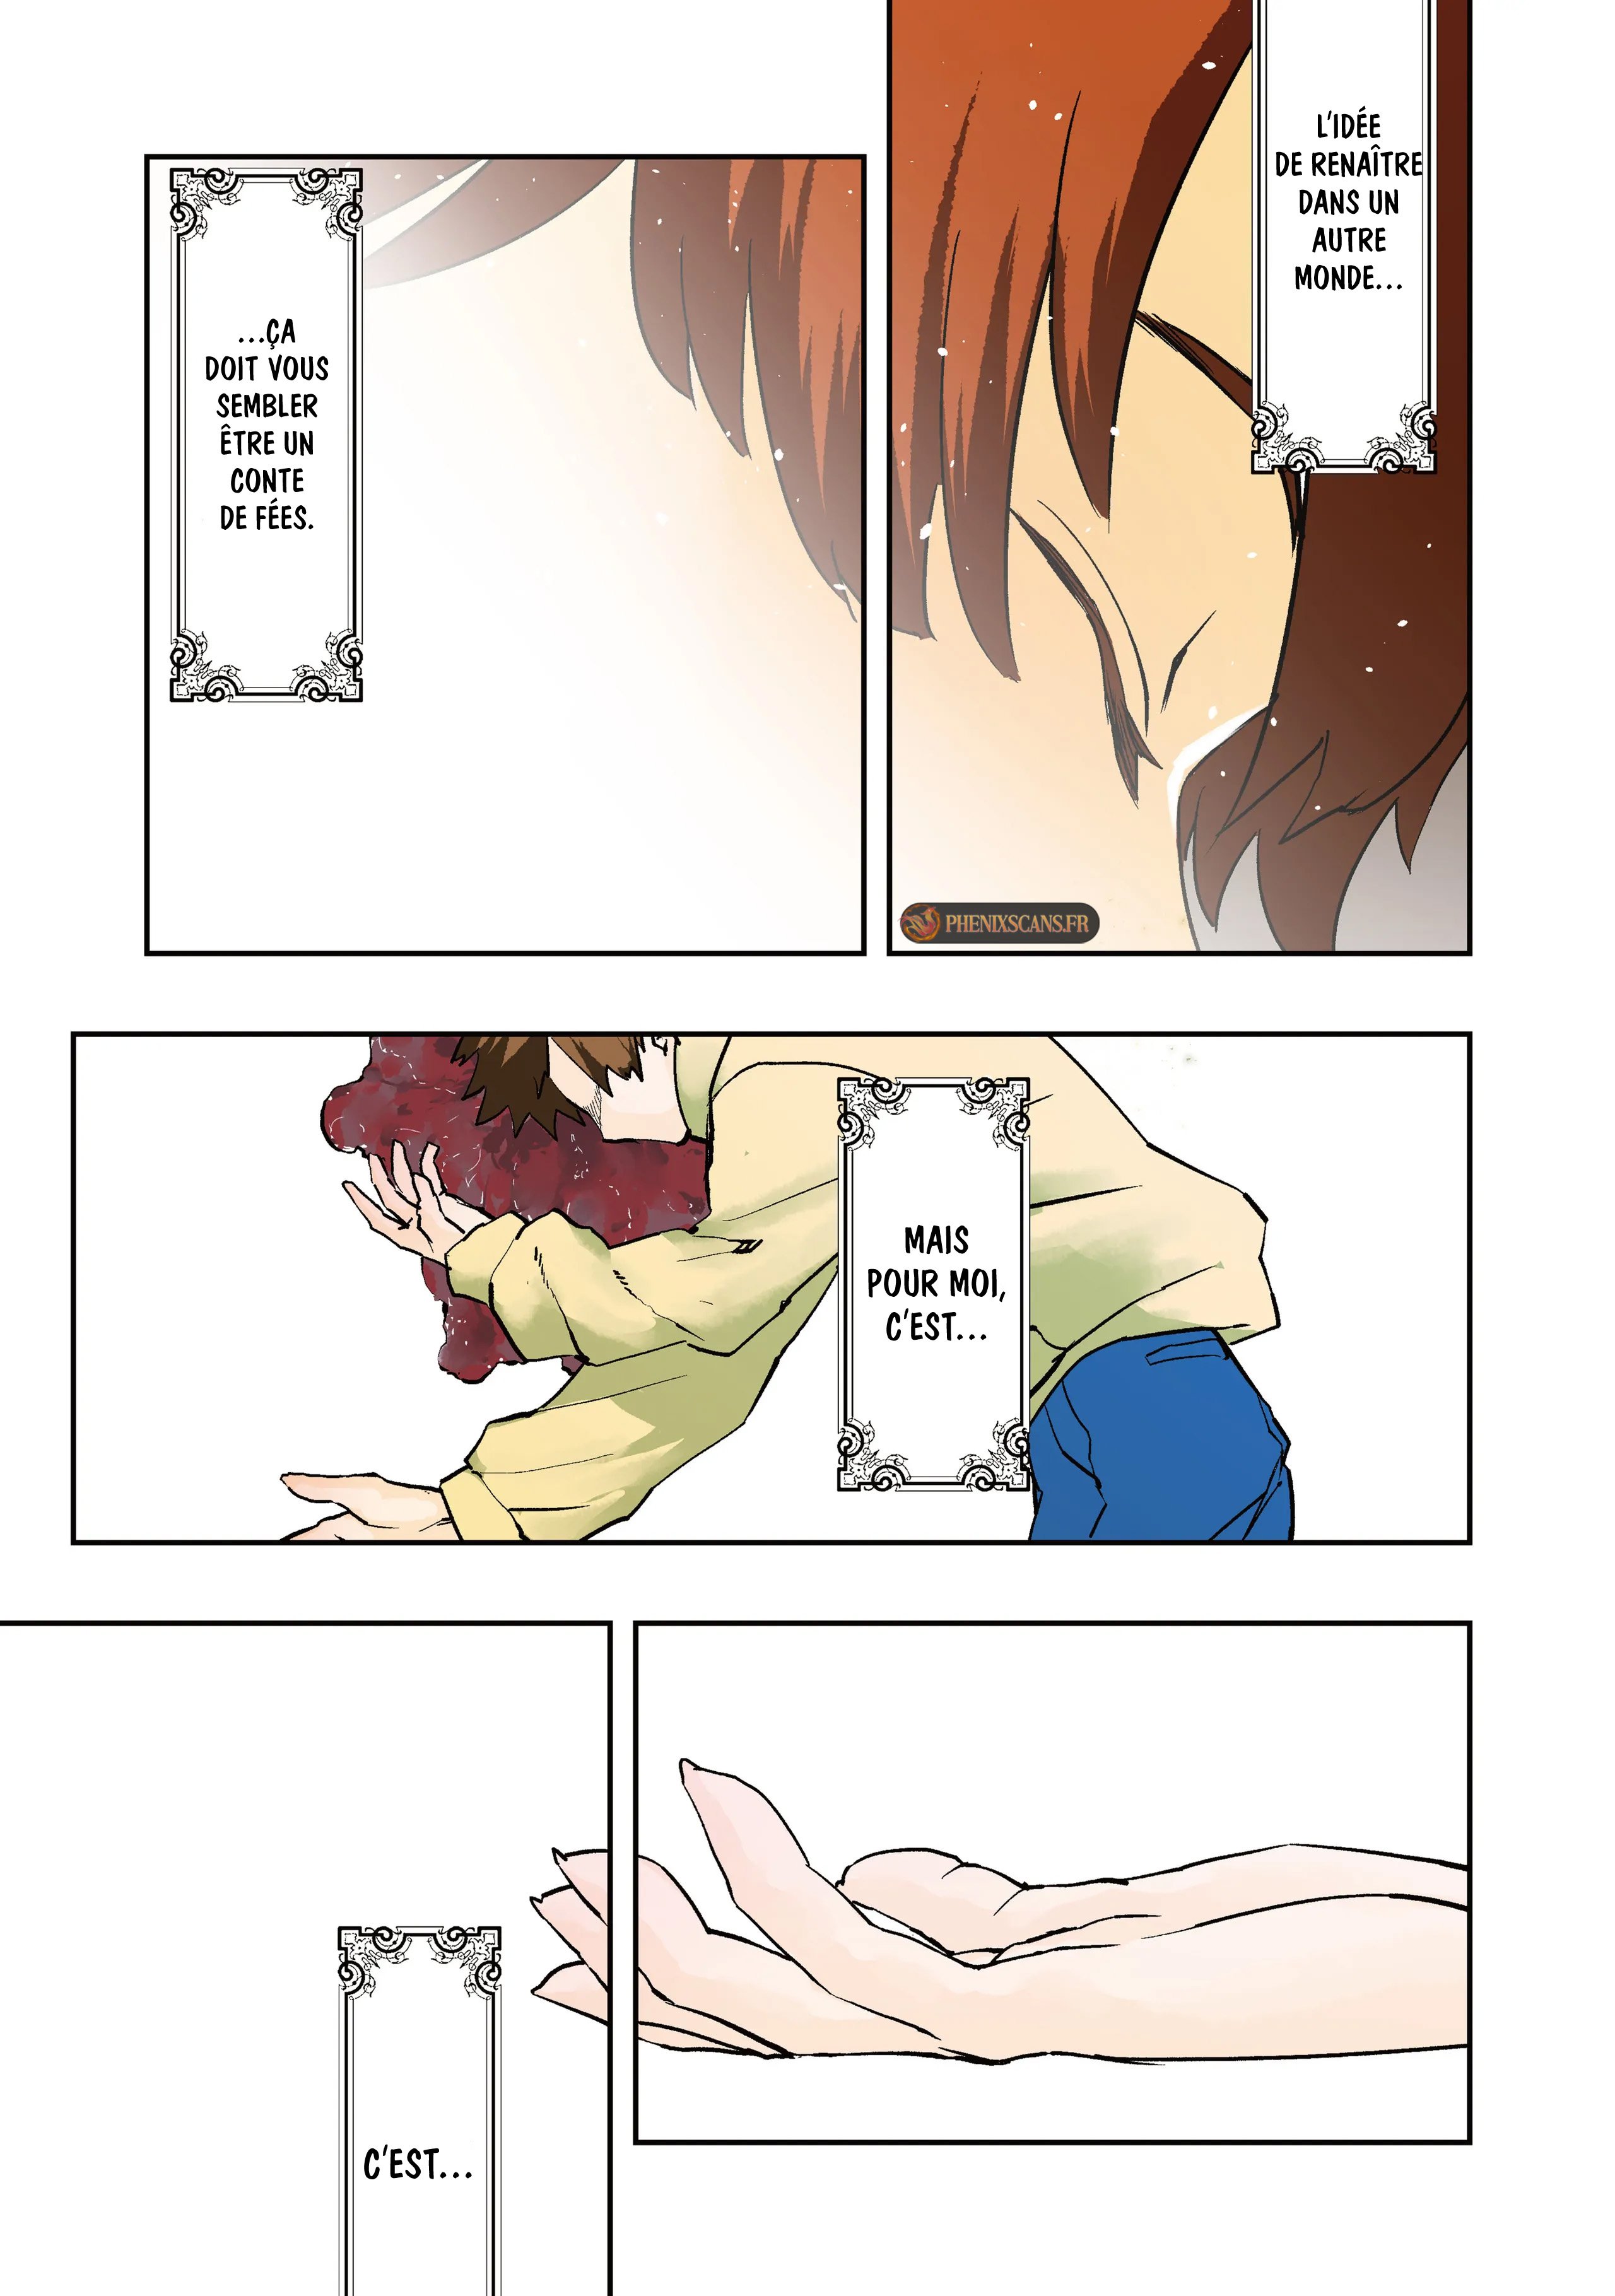 L'IDÉE
DE RENAÎTRE
DANS UN
AUTRE
MONDE...
...ÇA
DOIT VOUS
SEMBLER
ÊTRE UN
CONTE
DE FÉES.
PHENIXSCANS.FR
MAIS
POUR MOI,
C'EST...
C'EST...